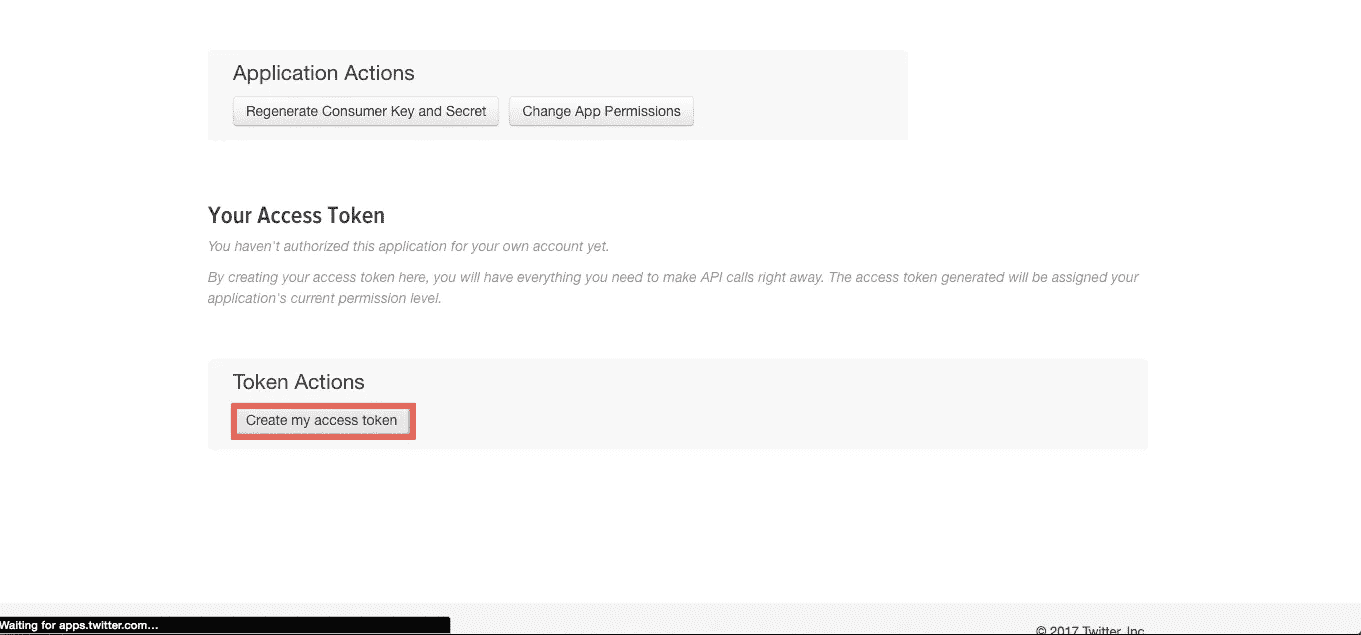 Application Actions
Regenerate Consumer Key and Secret Change App Permissions
Your Access Token
You haven't authorized this application for your own account yet.
By creating your access token here, you will have everything you need to make API calls right away. The access token generated will be assigned your
application's current permission level.
Token Actions
Create my access token
Waiting for apps.twitter.com...
© 2017 Twitter, Inc.